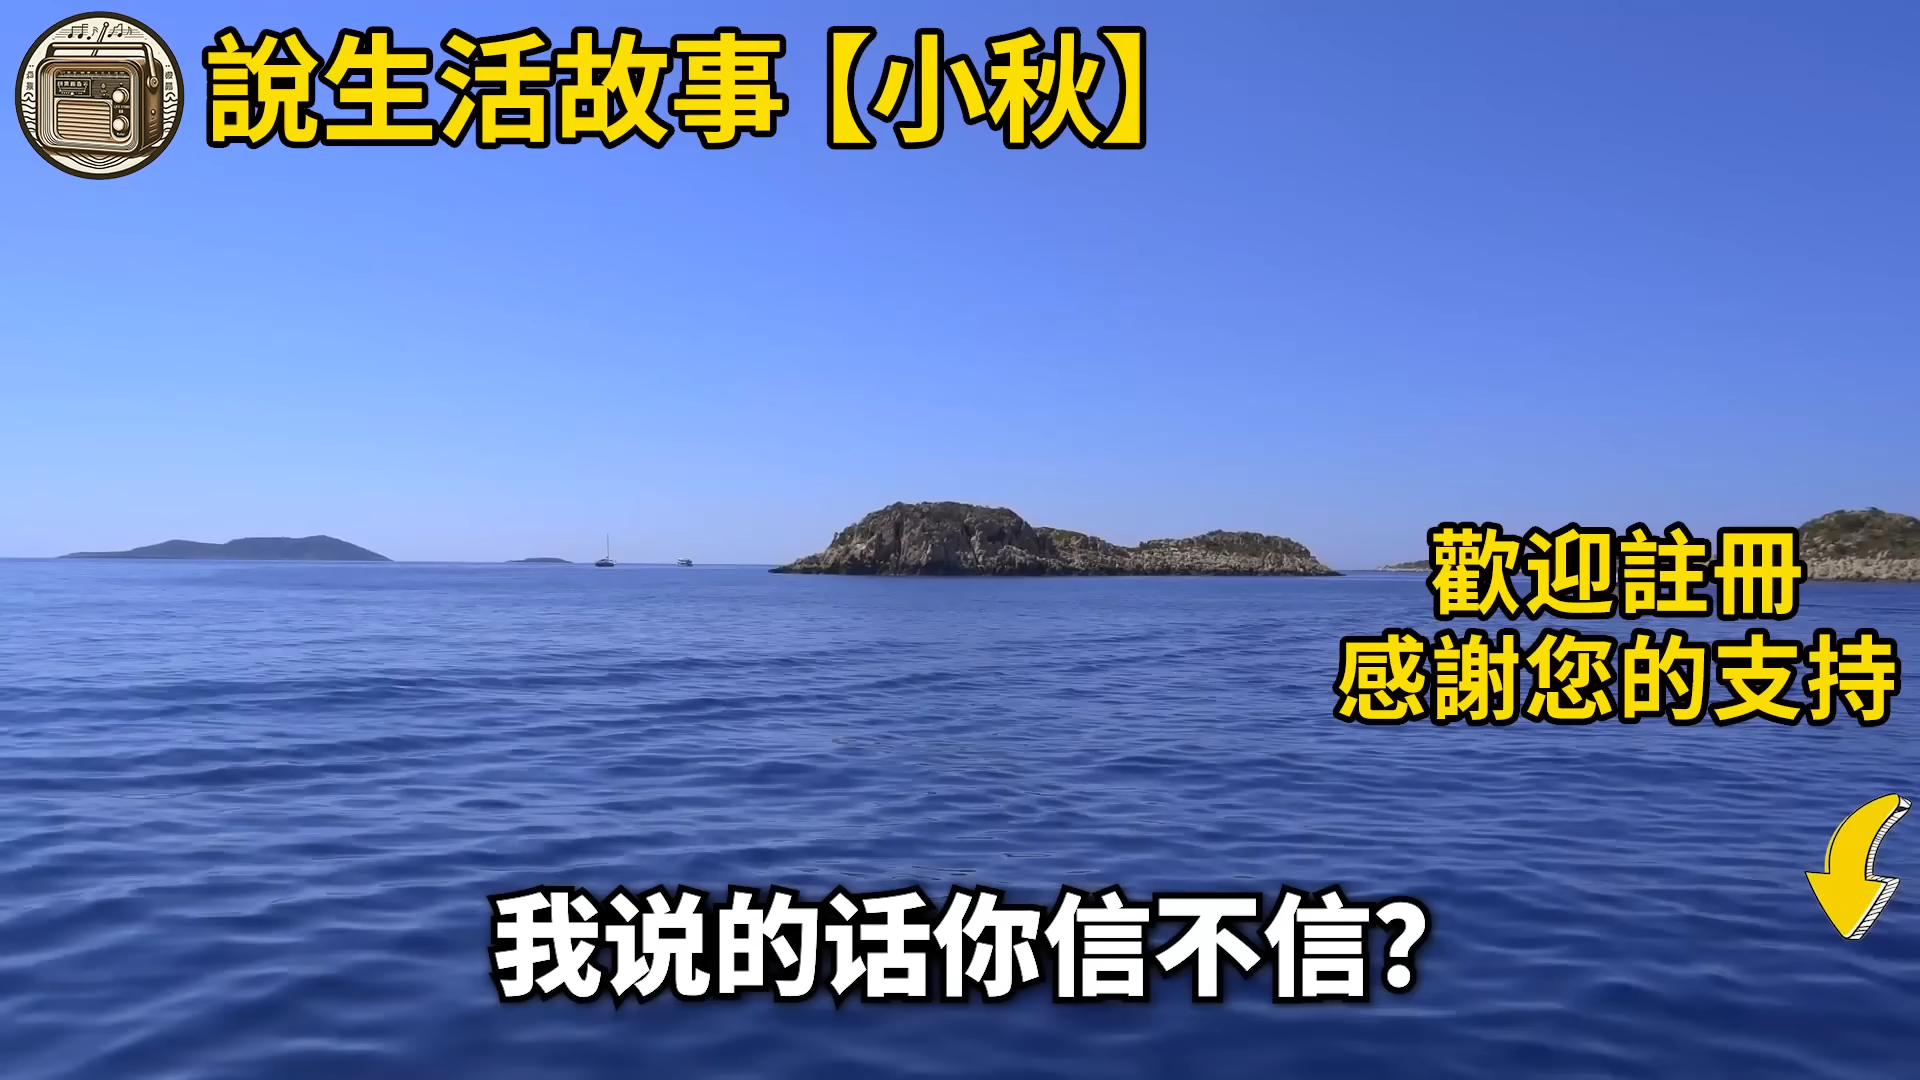 說生活故事【小秋】
歡迎註冊
感謝您的支持
我说的话你信不信?